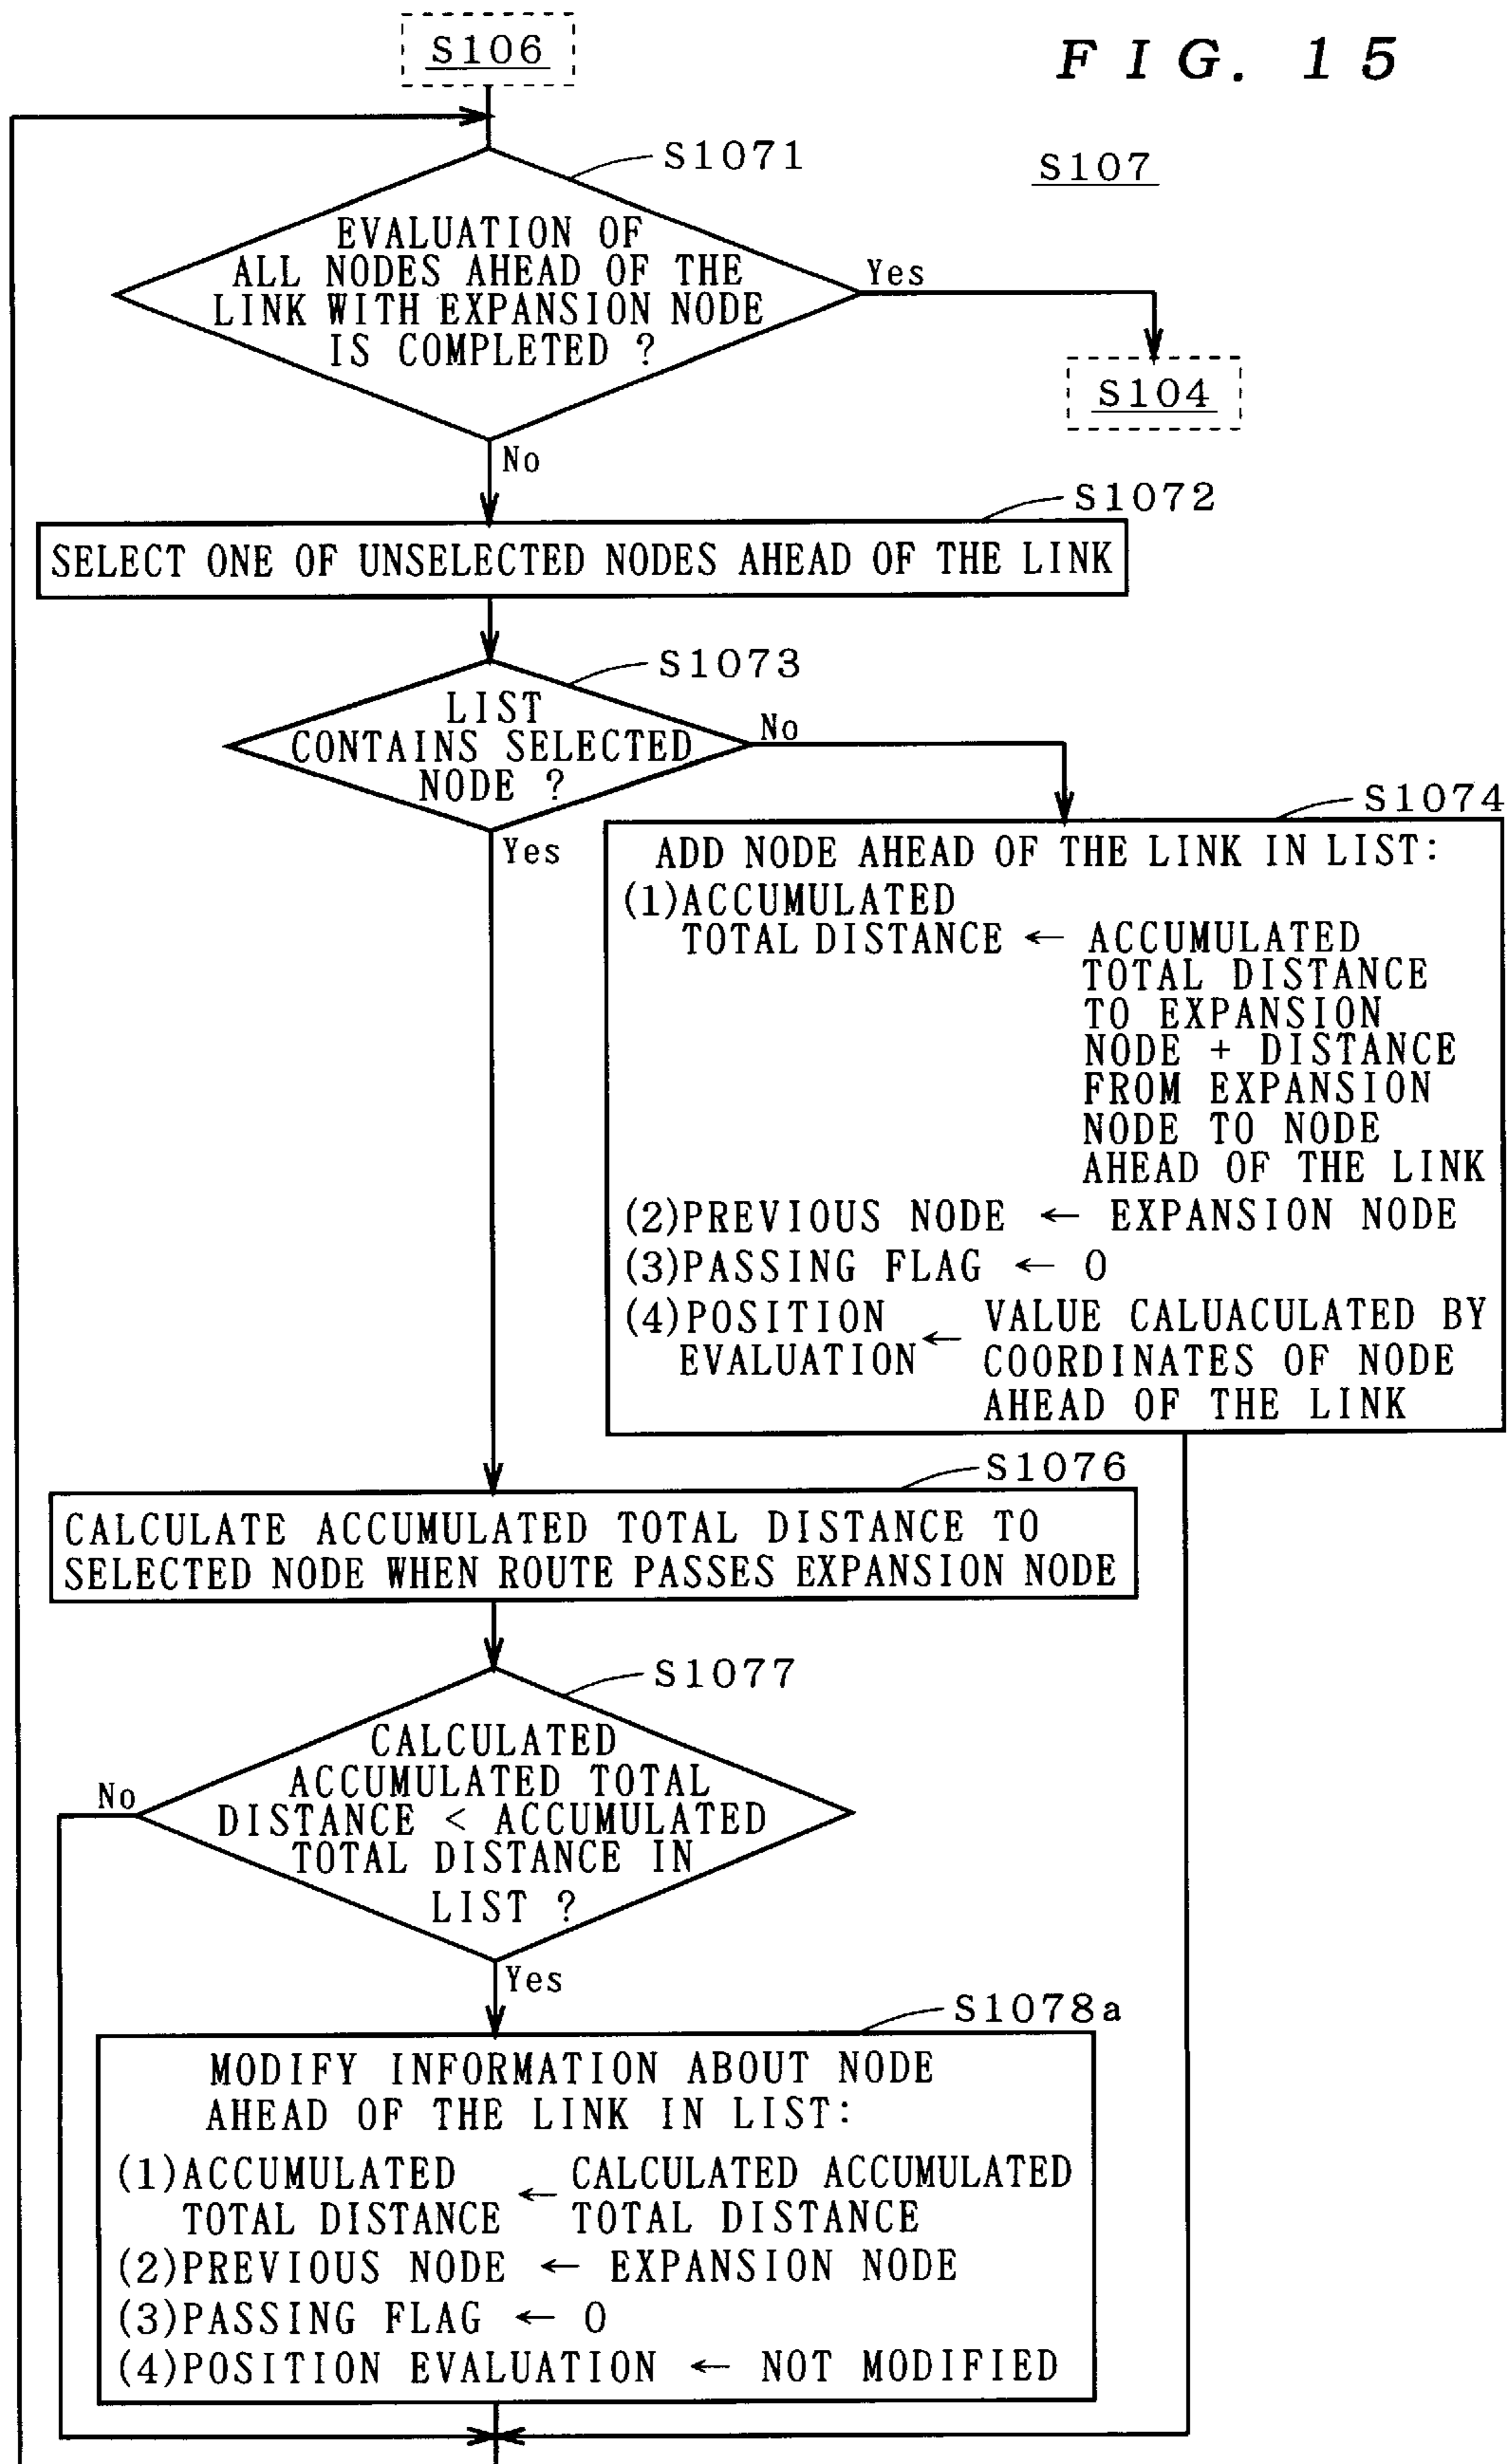 S106
FIG. 15
S107
S1071
EVALUATION OF
ALL NODES AHEAD OF THE
LINK WITH EXPANSION NODE
IS COMPLETED ?
Yes
S104
No
S1072
SELECT ONE OF UNSELECTED NODES AHEAD OF THE LINK
S1073
LIST
CONTAINS SELECTED
NODE ?
No
Yes
S1074
ADD NODE AHEAD OF THE LINK IN LIST:
(1)ACCUMULATED
TOTAL DISTANCE ← ACCUMULATED
TOTAL DISTANCE
TO EXPANSION
NODE + DISTANCE
FROM EXPANSION
NODE TO NODE
AHEAD OF THE LINK
(2)PREVIOUS NODE ← EXPANSION NODE
(3)PASSING FLAG ← 0
(4)POSITION ← VALUE CALUACULATED BY
EVALUATION COORDINATES OF NODE
AHEAD OF THE LINK
S1076
CALCULATE ACCUMULATED TOTAL DISTANCE TO
SELECTED NODE WHEN ROUTE PASSES EXPANSION NODE
S1077
CALCULATED
ACCUMULATED TOTAL
DISTANCE < ACCUMULATED
TOTAL DISTANCE IN
LIST ?
No
Yes
S1078a
MODIFY INFORMATION ABOUT NODE
AHEAD OF THE LINK IN LIST:
(1)ACCUMULATED ← CALCULATED ACCUMULATED
TOTAL DISTANCE TOTAL DISTANCE
(2)PREVIOUS NODE ← EXPANSION NODE
(3)PASSING FLAG ← 0
(4)POSITION EVALUATION ← NOT MODIFIED